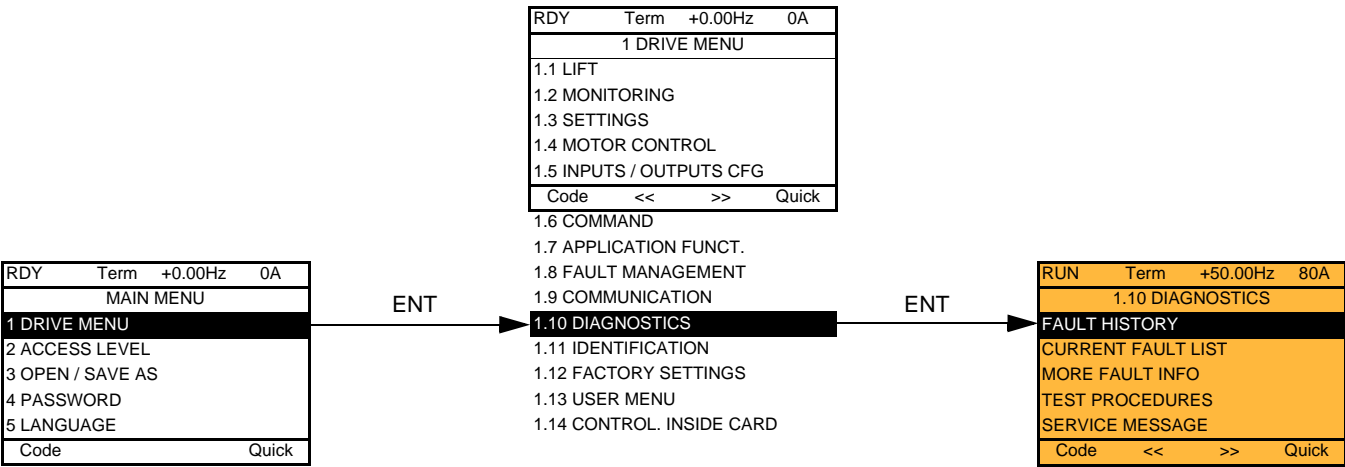 RDY Term +0.00Hz 0A
1 DRIVE MENU
1.1 LIFT
1.2 MONITORING
1.3 SETTINGS
1.4 MOTOR CONTROL
1.5 INPUTS / OUTPUTS CFG
Code << >> Quick
1.6 COMMAND
1.7 APPLICATION FUNCT.
1.8 FAULT MANAGEMENT
1.9 COMMUNICATION
1.10 DIAGNOSTICS
1.11 IDENTIFICATION
1.12 FACTORY SETTINGS
1.13 USER MENU
1.14 CONTROL. INSIDE CARD
RDY Term +0.00Hz 0A
MAIN MENU
1 DRIVE MENU
2 ACCESS LEVEL
3 OPEN / SAVE AS
4 PASSWORD
5 LANGUAGE
Code Quick
ENT
ENT
RUN Term +50.00Hz 80A
1.10 DIAGNOSTICS
FAULT HISTORY
CURRENT FAULT LIST
MORE FAULT INFO
TEST PROCEDURES
SERVICE MESSAGE
Code << >> Quick